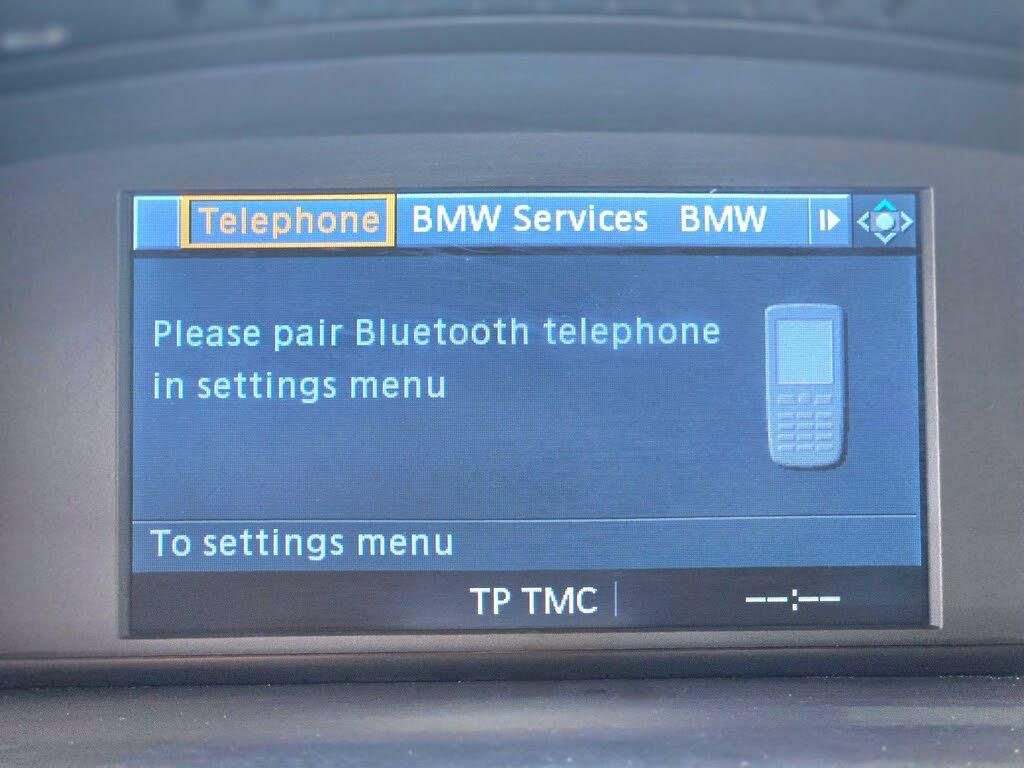 Telephone BMW Services BMW
Please pair Bluetooth telephone
in settings menu
To settings menu
TP TMC --:--